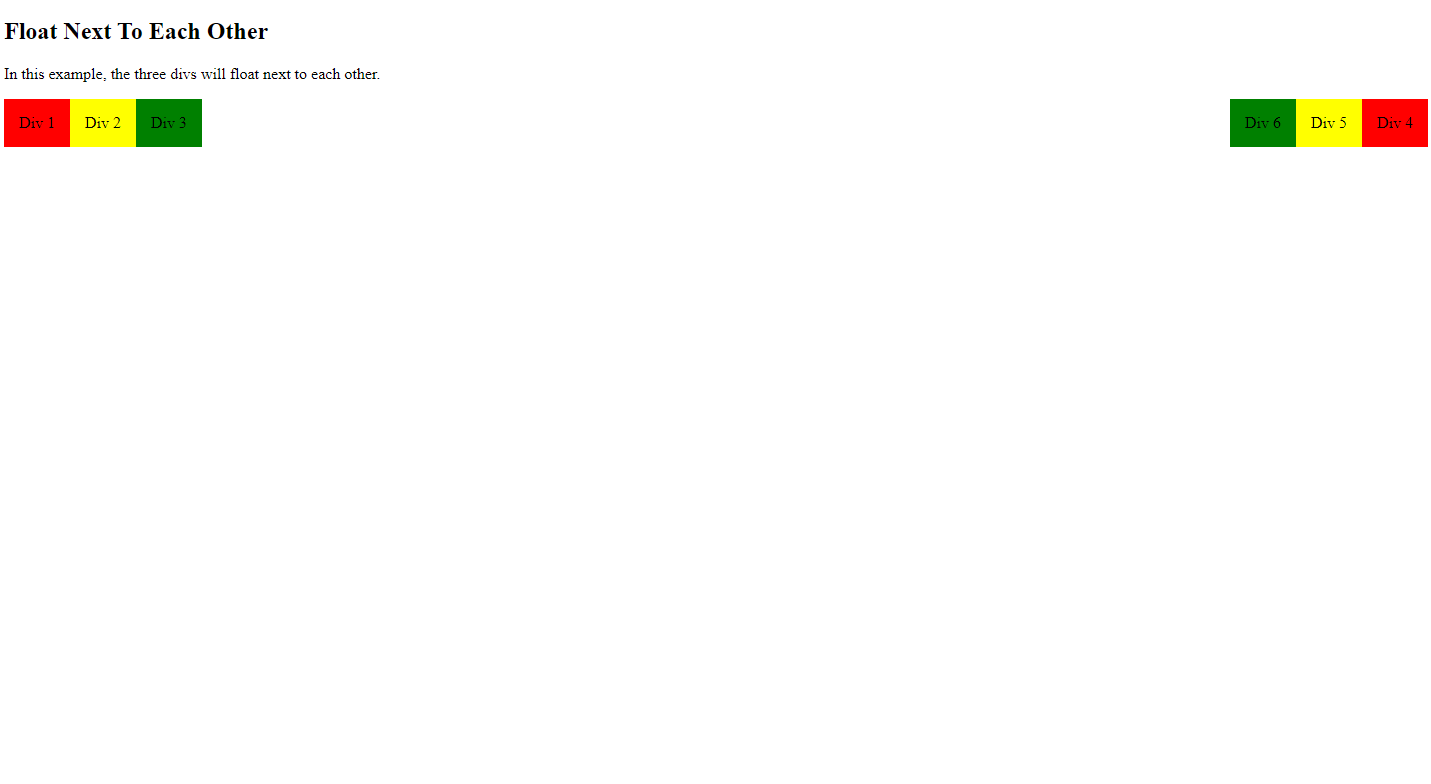 Float Next To Each Other
In this example, the three divs will float next to each other.
Div 1 Div 2 Div 3 Div 6 Div 5 Div 4